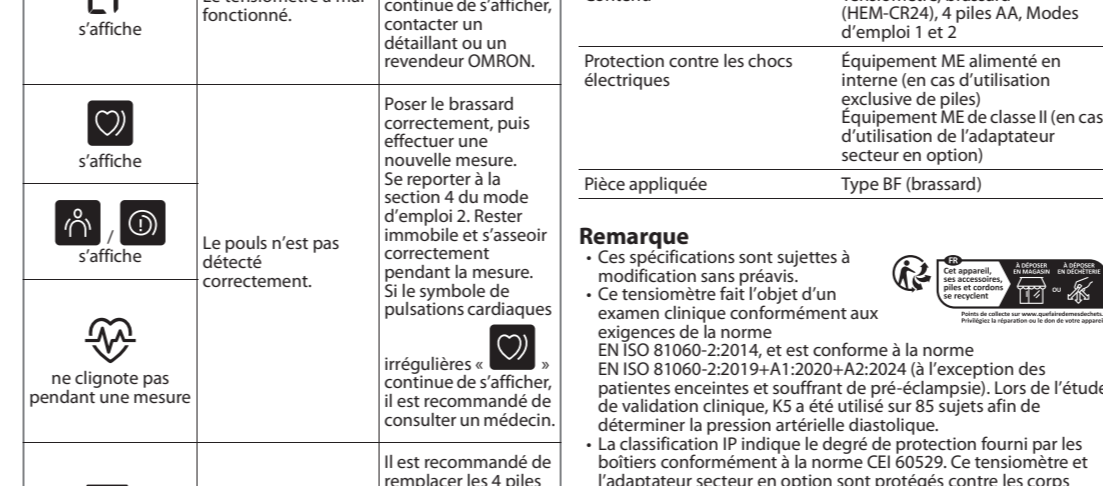 s'affiche
fonctionné.
continue de s'afficher,
contacter un
détaillant ou un
revendeur OMRON.
s'affiche
/
s'affiche
ne clignote pas
pendant une mesure
Le pouls n'est pas
détecté
correctement.
Poser le brassard
correctement, puis
effectuer une
nouvelle mesure.
Se reporter à la
section 4 du mode
d'emploi 2. Rester
immobile et s'asseoir
correctement
pendant la mesure.
Si le symbole de
pulsations cardiaques
irrégulières « »
continue de s'afficher,
il est recommandé de
consulter un médecin.
Il est recommandé de
remplacer les 4 piles
(HEM-CR24), 4 piles AA, Modes
d'emploi 1 et 2
Protection contre les chocs
électriques
Équipement ME alimenté en
interne (en cas d'utilisation
exclusive de piles)
Équipement ME de classe II (en cas
d'utilisation de l'adaptateur
secteur en option)
Pièce appliquée
Type BF (brassard)
Remarque
• Ces spécifications sont sujettes à
modification sans préavis.
• Ce tensiomètre fait l'objet d'un
examen clinique conformément aux
exigences de la norme
EN ISO 81060-2:2014, et est conforme à la norme
EN ISO 81060-2:2019+A1:2020+A2:2024 (à l'exception des
patientes enceintes et souffrant de pré-éclampsie). Lors de l'étude
de validation clinique, K5 a été utilisé sur 85 sujets afin de
déterminer la pression artérielle diastolique.
• La classification IP indique le degré de protection fourni par les
boîtiers conformément à la norme CEI 60529. Ce tensiomètre et
l'adaptateur secteur en option sont protégés contre les corps
FR
Cet appareil,
ses accessoires,
piles et cordons
se recyclent
À DÉPOSER
EN MAGASIN
OU
À DÉPOSER
EN DÉCHÈTERIE
Points de collecte sur www.quefairedemesdechets.
Privilégiez la réparation ou le don de votre appareil